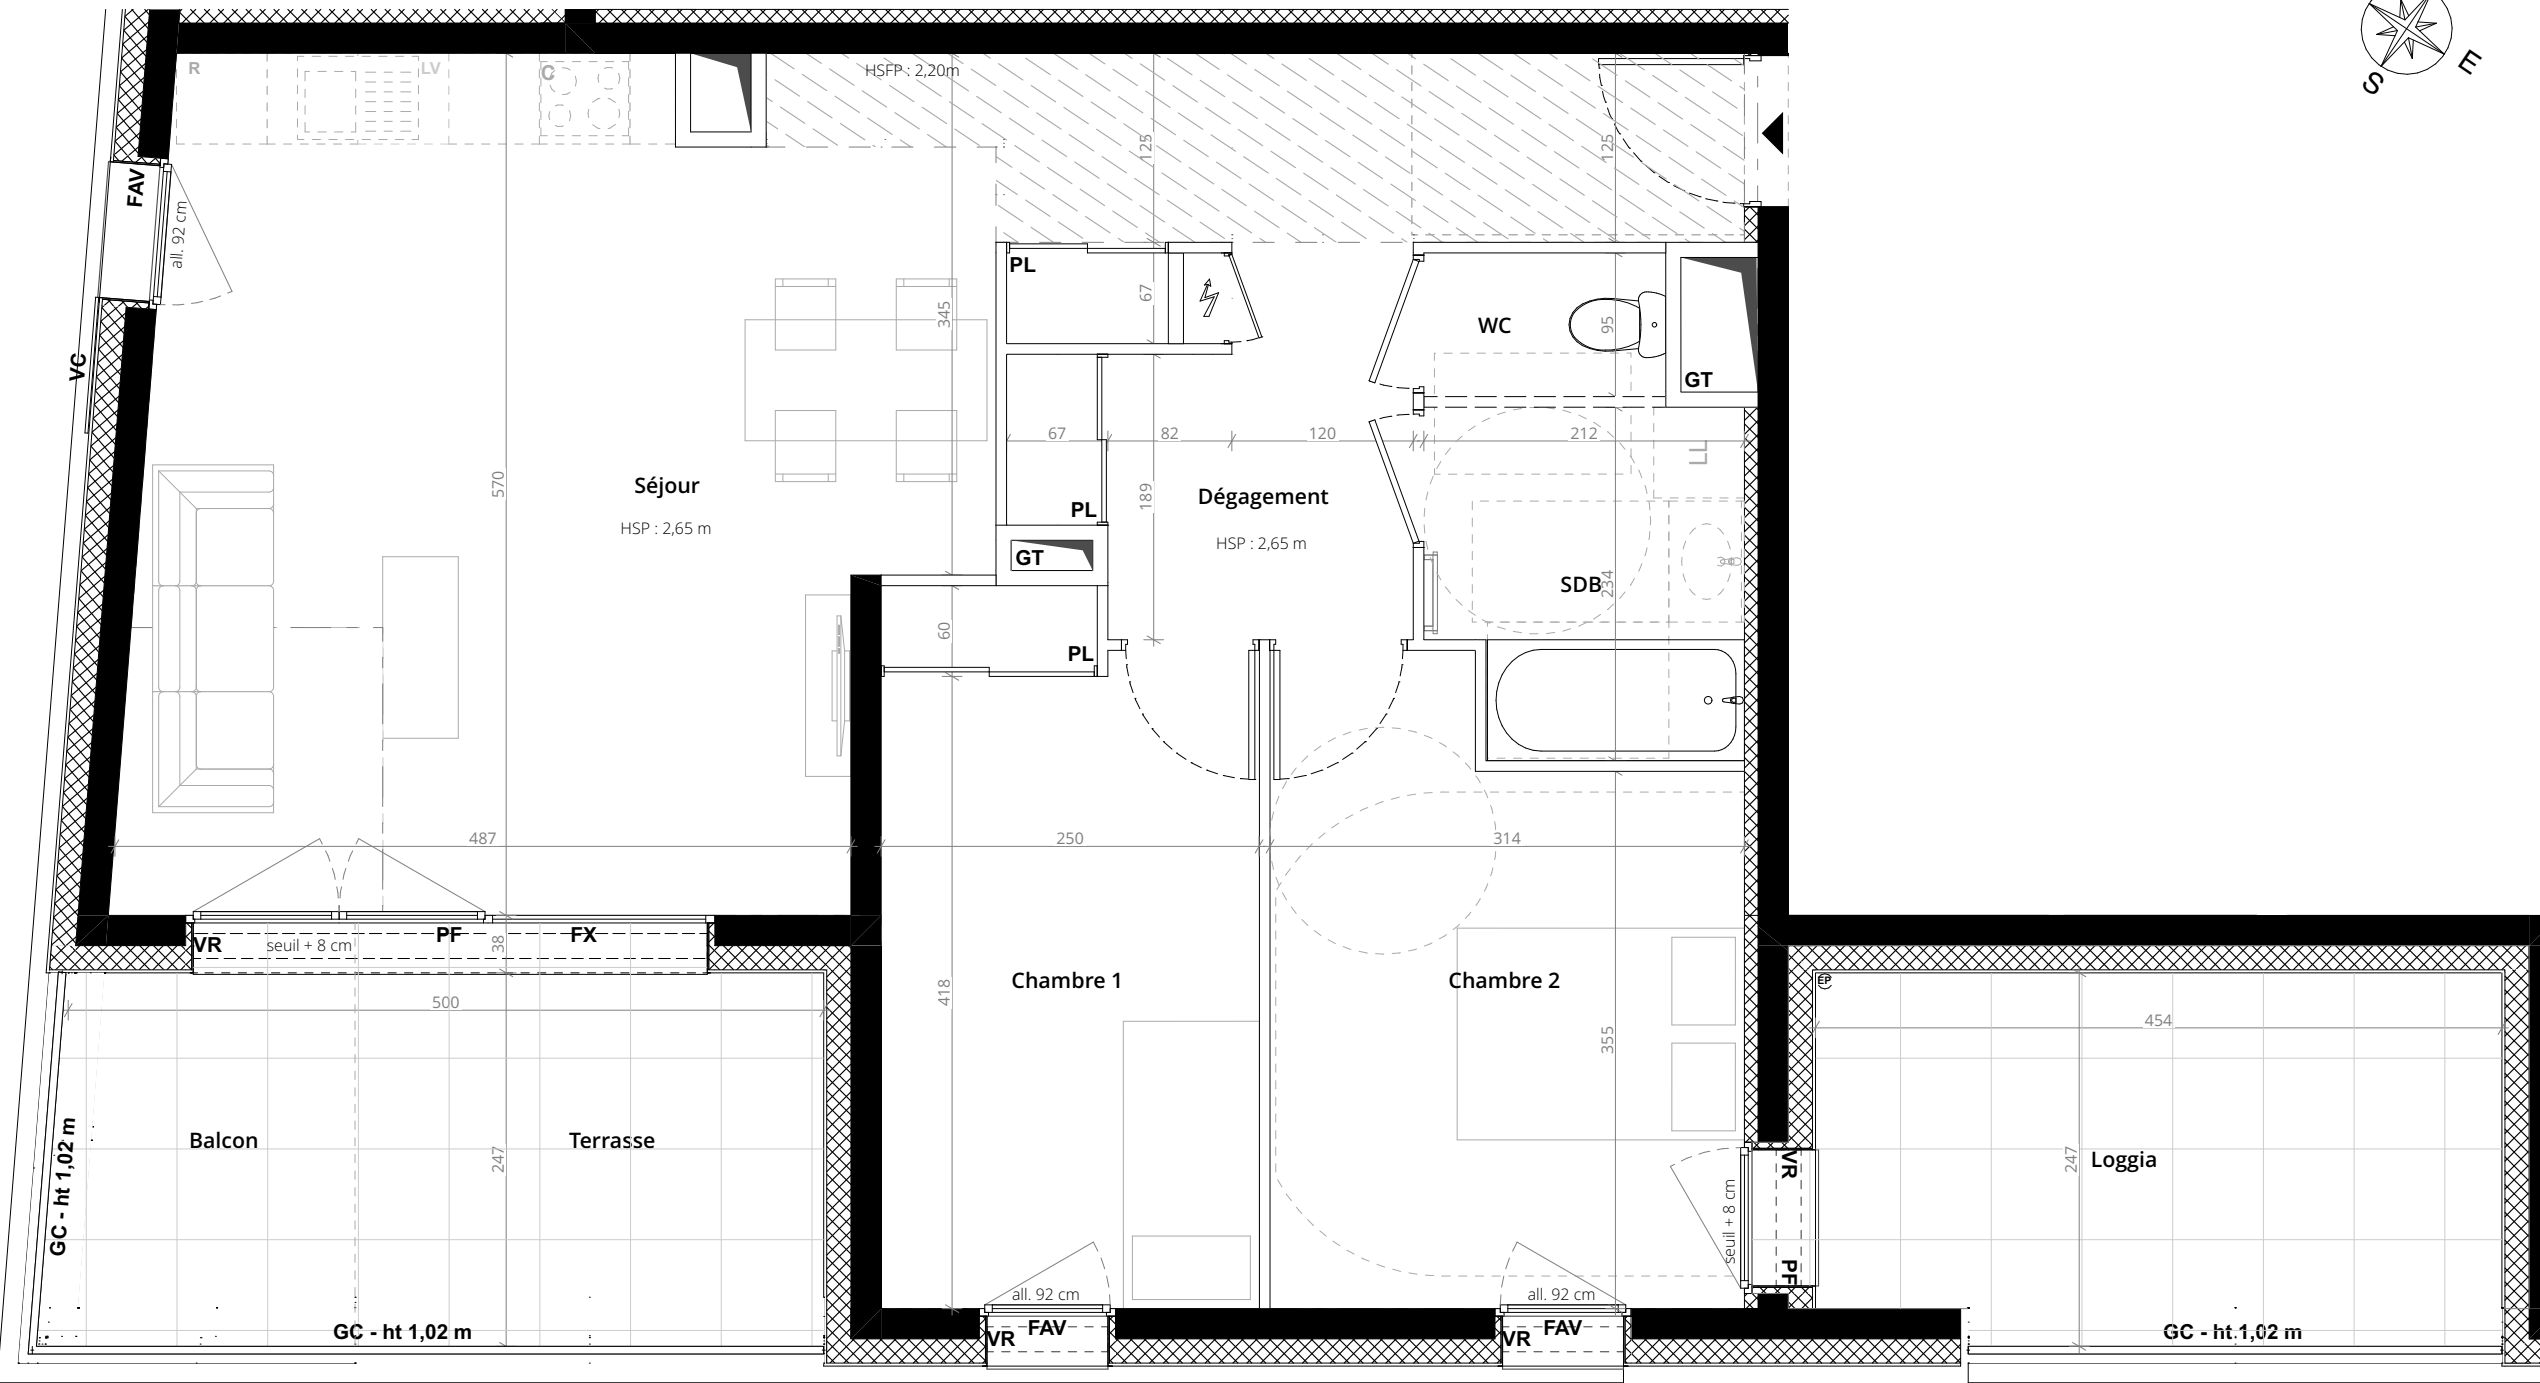 E
S
R
LV
C
HSFP : 2,20m
125
125
FAV
all. 92 cm
VC
PL
67
345
WC
95
GT
67
82
120
212
LL
570
Séjour
HSP : 2,65 m
PL
189
Dégagement
HSP : 2,65 m
GT
SDB
234
60
PL
487
250
314
VR
seuil + 8 cm
PF
FX
38
500
Chambre 1
418
Chambre 2
355
EP
454
Balcon
Terrasse
247
GC - ht 1,02 m
GC - ht 1,02 m
VR
seuil + 8 cm
PF
Loggia
247
all. 92 cm
VR
FAV
all. 92 cm
VR
FAV
GC - ht 1,02 m